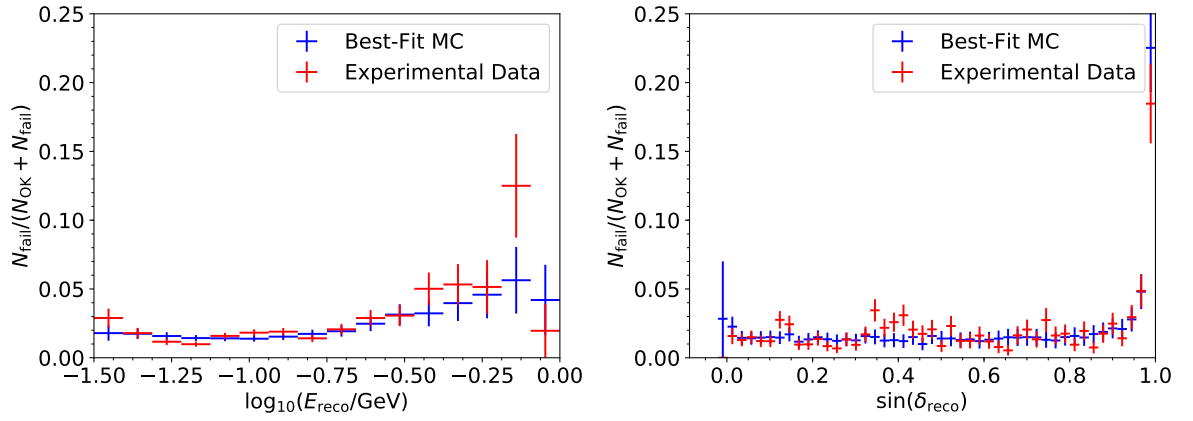 0.25
0.20
0.15
0.10
0.05
0.00
N_fail/(N_OK + N_fail)
Best-Fit MC
Experimental Data
−1.50 −1.25 −1.00 −0.75 −0.50 −0.25 0.00
log₁₀(E_reco/GeV)
0.25
0.20
0.15
0.10
0.05
0.00
N_fail/(N_OK + N_fail)
Best-Fit MC
Experimental Data
0.0 0.2 0.4 0.6 0.8 1.0
sin(δ_reco)